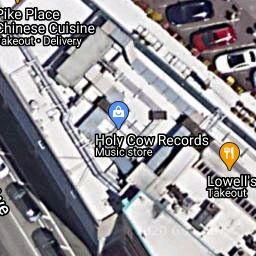 Pike Place
Chinese Cuisine
Takeout • Delivery
Holy Cow Records
Music store
Lowell's
Takeout